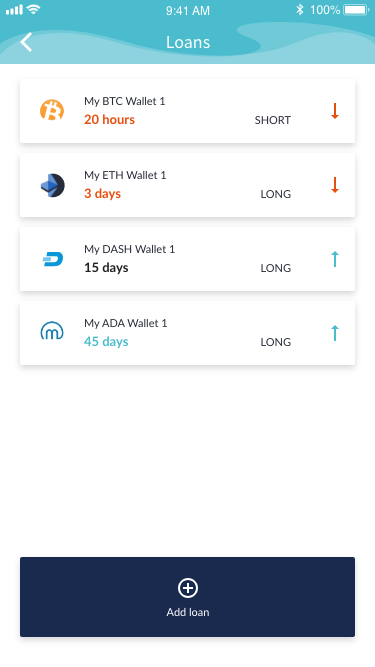 9:41 AM
100%
Loans
My BTC Wallet 1
20 hours
SHORT
My ETH Wallet 1
3 days
LONG
My DASH Wallet 1
15 days
LONG
My ADA Wallet 1
45 days
LONG
Add loan